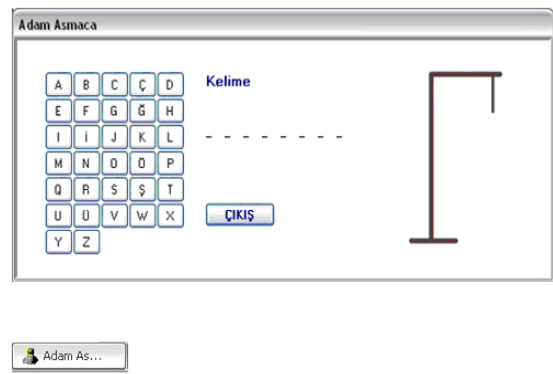 Adam Asmaca
Kelime
A B C Ç D
E F G Ğ H
I İ J K L
M N O Ö P
Q R S Ş T
U Ü V W X
Y Z
_ _ _ _ _ _ _ _
ÇIKIŞ
Adam As...